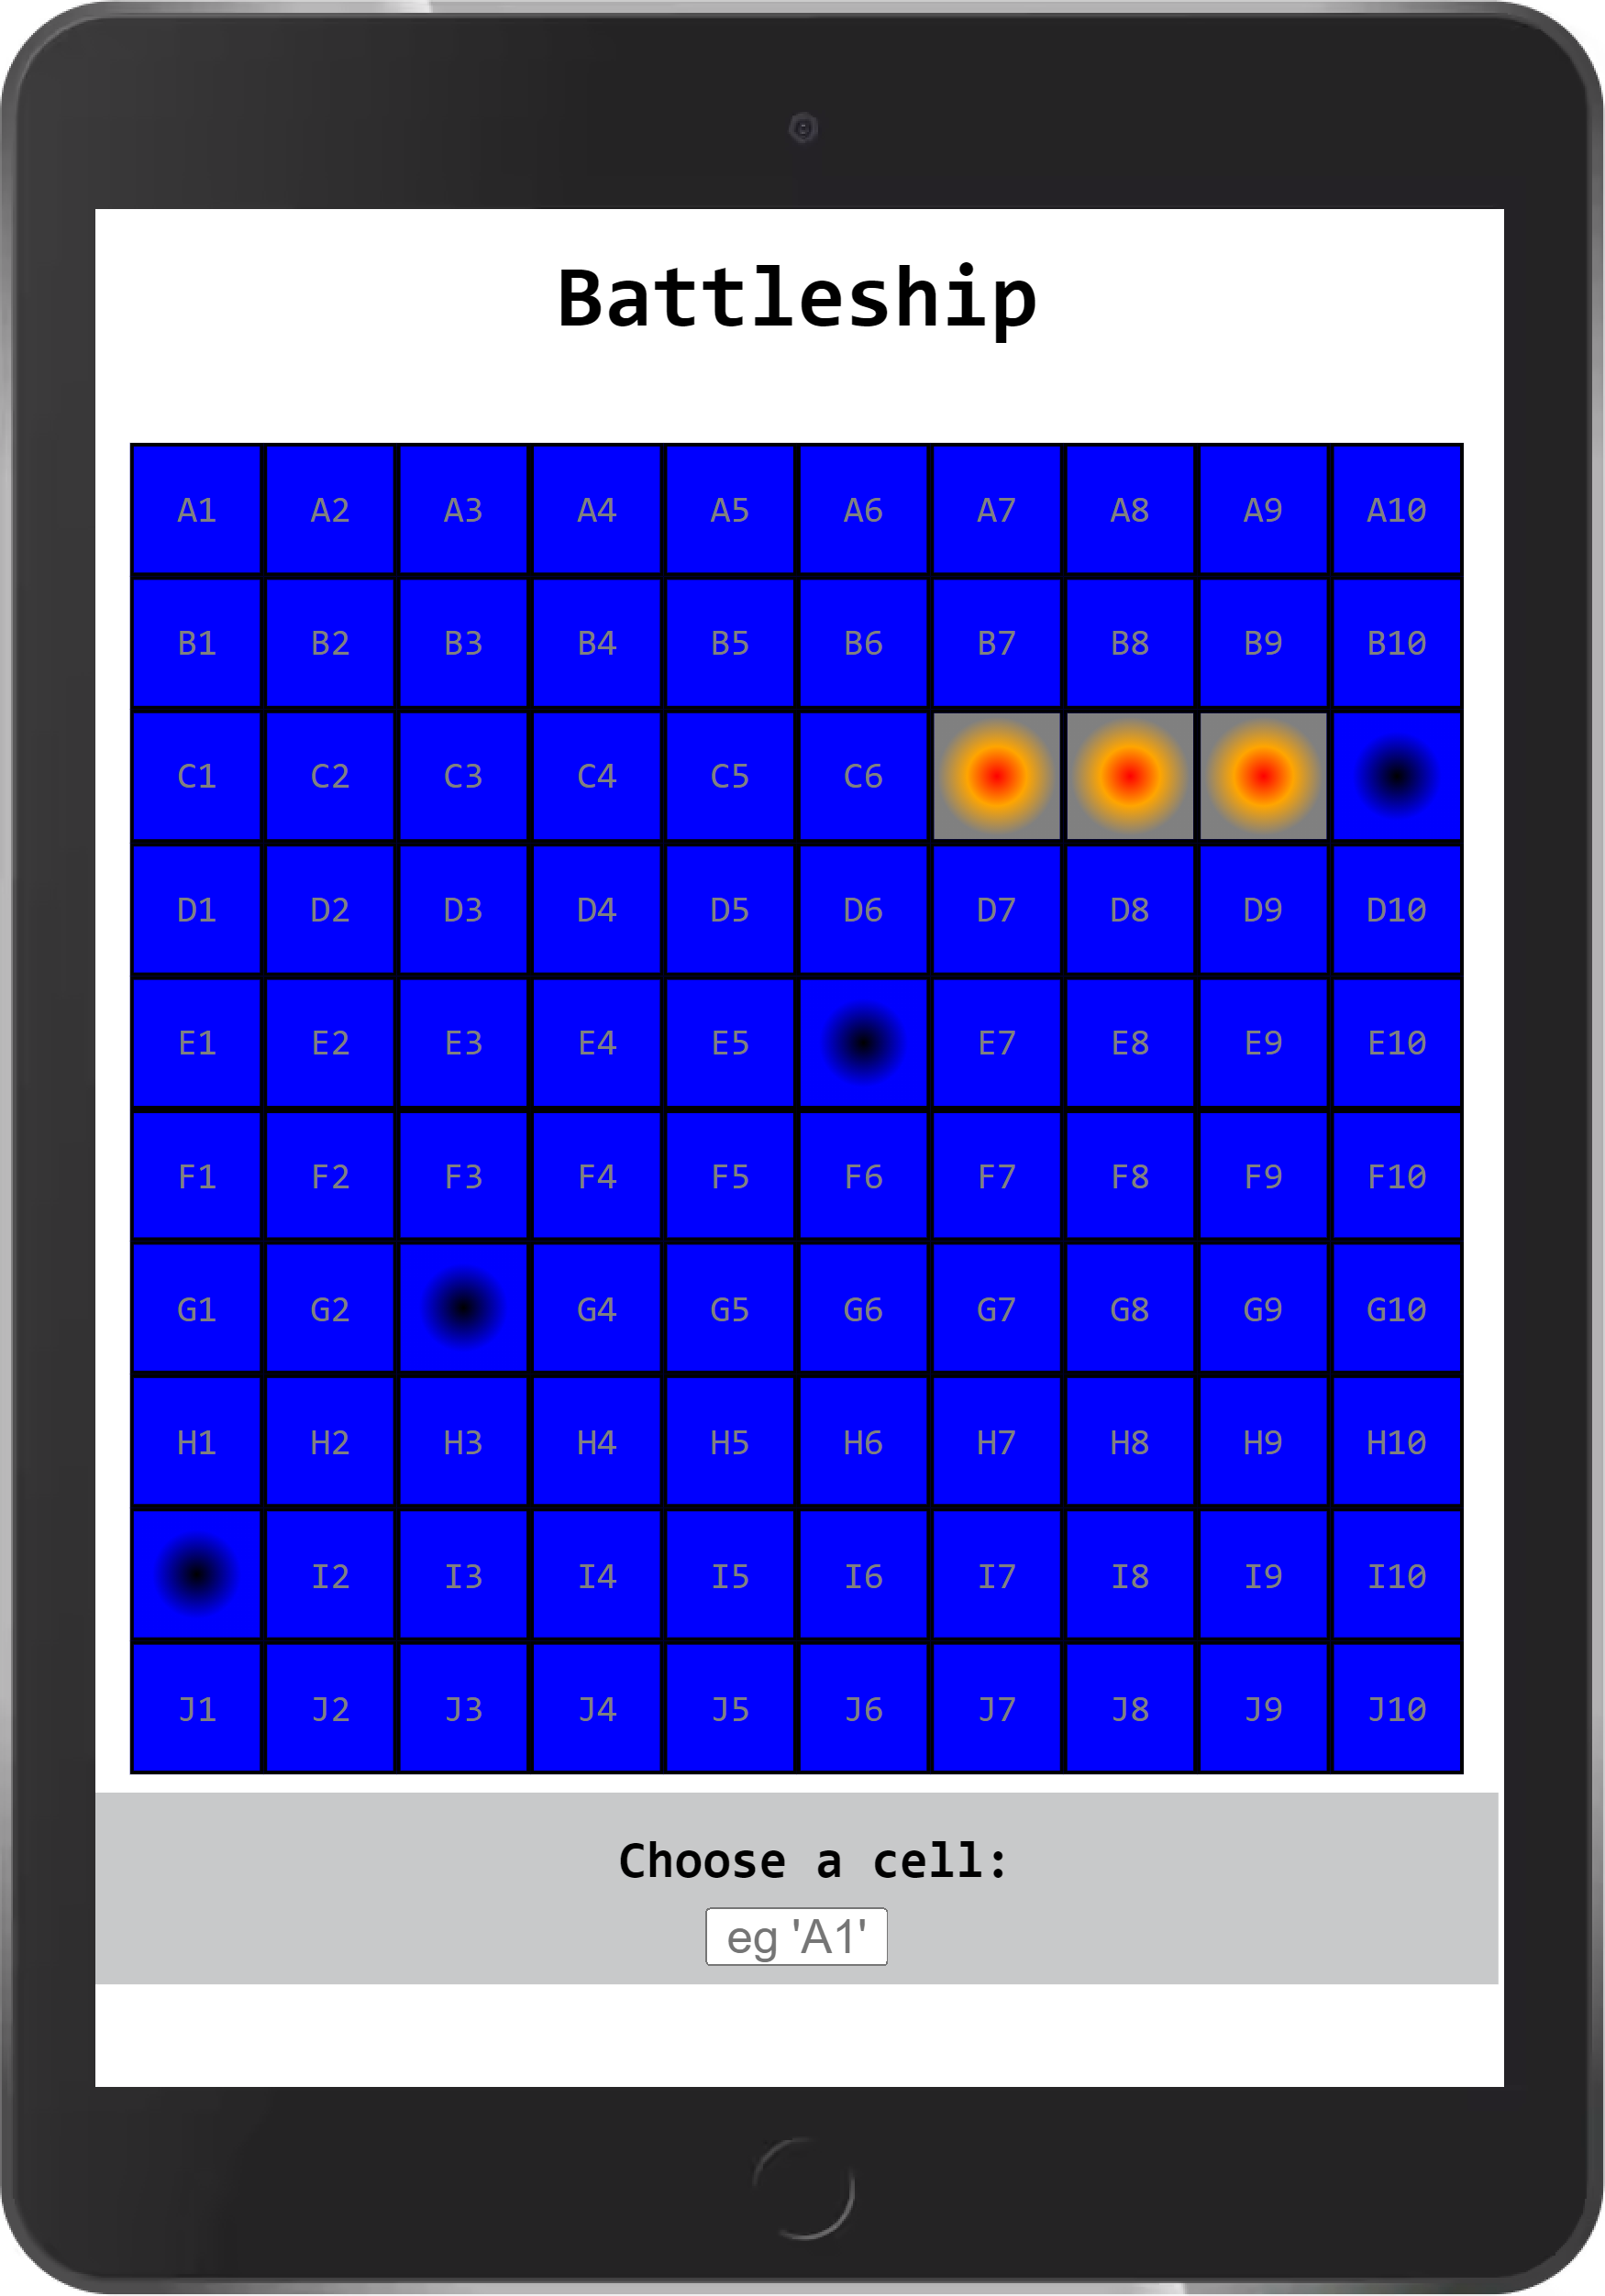 Battleship
A1 A2 A3 A4 A5 A6 A7 A8 A9 A10
B1 B2 B3 B4 B5 B6 B7 B8 B9 B10
C1 C2 C3 C4 C5 C6
D1 D2 D3 D4 D5 D6 D7 D8 D9 D10
E1 E2 E3 E4 E5 E7 E8 E9 E10
F1 F2 F3 F4 F5 F6 F7 F8 F9 F10
G1 G2 G4 G5 G6 G7 G8 G9 G10
H1 H2 H3 H4 H5 H6 H7 H8 H9 H10
I2 I3 I4 I5 I6 I7 I8 I9 I10
J1 J2 J3 J4 J5 J6 J7 J8 J9 J10
Choose a cell:
eg 'A1'